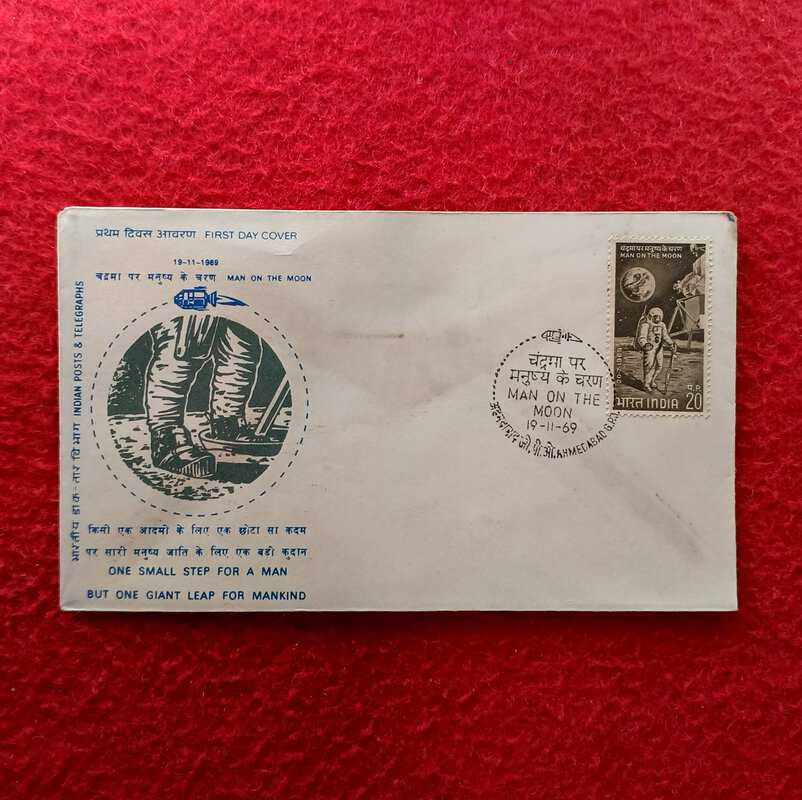 प्रथम दिवस आवरण FIRST DAY COVER
19-11-1969
चंद्रमा पर मनुष्य के चरण MAN ON THE MOON
भारतीय डाक-तार विभाग INDIAN POSTS & TELEGRAPHS
किसी एक आदमी के लिए एक छोटा सा कदम
पर सारी मनुष्य जाति के लिए एक बडी कुदान
ONE SMALL STEP FOR A MAN
BUT ONE GIANT LEAP FOR MANKIND
चंद्रमा पर
मनुष्य के चरण
MAN ON THE
MOON
19-11-69
अहमदाबाद जी.पी.ओ. AHMEDABAD G.P.O.
चंद्रमा पर मनुष्य के चरण
MAN ON THE MOON
प. P.
भारत INDIA 20